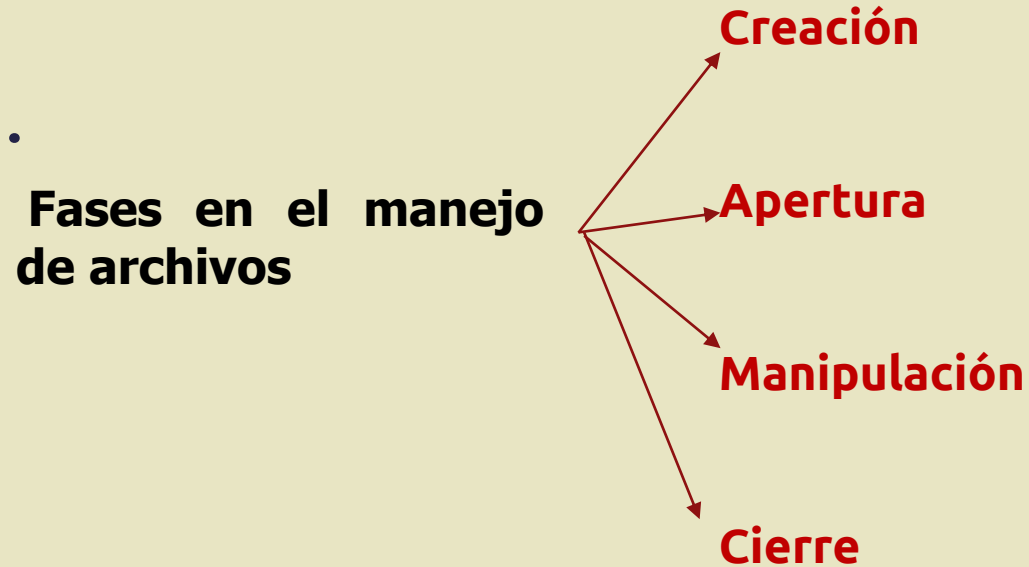 Creación
Fases en el manejo
de archivos
Apertura
Manipulación
Cierre